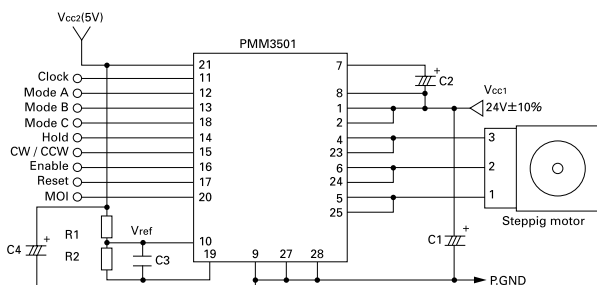 Vcc2(5V)
PMM3501
21 7
Clock 11 + C2
Mode A 12 8 Vcc1
Mode B 13 1 24V±10%
Mode C 18 2
Hold 14 4 3
CW / CCW 15 23
Enable 16 6 2
Reset 17 24
MOI 20 5 1
25
Steppig motor
+ R1 Vref 10 C1 +
C4 R2 C3 19 9 27 28
P.GND